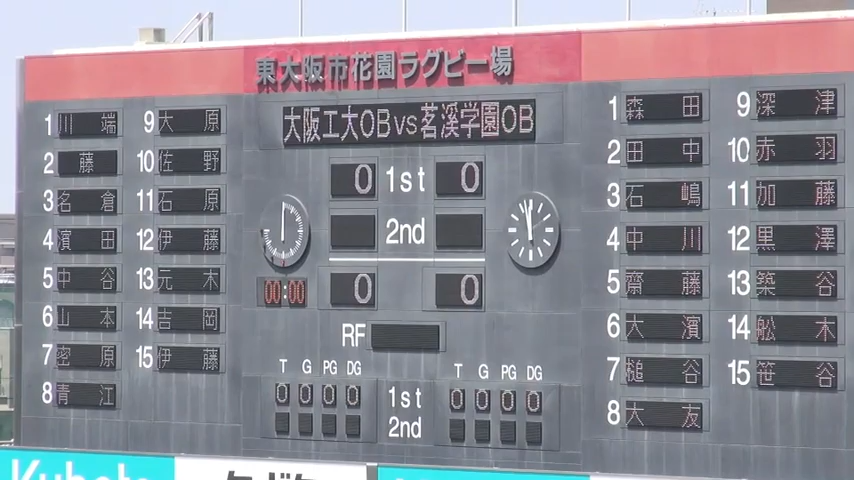 東大阪市花園ラグビー場
大阪工大OB vs 茗溪学園OB
1 川端 9 大原
2 藤 10 佐野
3 名倉 11 石原
4 濱田 12 伊藤
5 中谷 13 元木
6 山本 14 吉岡
7 密原 15 伊藤
8 青江
0 1st 0
2nd
0 0
00:00
RF
T G PG DG T G PG DG
0 0 0 0 1st 0 0 0 0
2nd
1 森田 9 深津
2 田中 10 赤羽
3 石嶋 11 加藤
4 中川 12 黒澤
5 齋藤 13 築谷
6 大濱 14 舩木
7 槌谷 15 笹谷
8 大友
Kubota